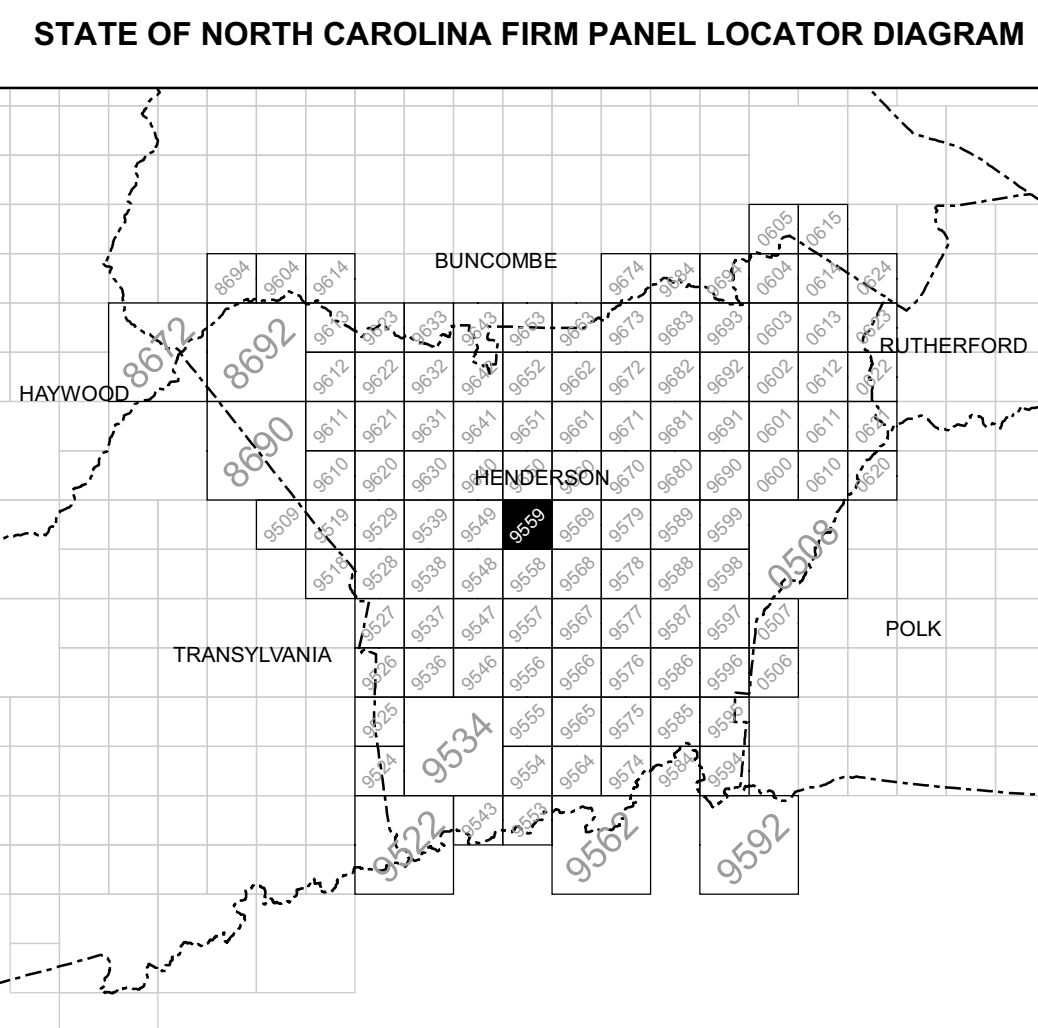 STATE OF NORTH CAROLINA FIRM PANEL LOCATOR DIAGRAM
0605 0615
BUNCOMBE
8694 9604 9614 9674 9684 9694 0604 0614 0624
8672 8692 9613 9623 9633 9643 9653 9663 9673 9683 9693 0603 0613 0623
RUTHERFORD
9612 9622 9632 9642 9652 9662 9672 9682 9692 0602 0612 0622
HAYWOOD
8690 9611 9621 9631 9641 9651 9661 9671 9681 9691 0601 0611 0621
9610 9620 9630 9640 9650 9660 9670 9680 9690 0600 0610 0620
HENDERSON
9509 9519 9529 9539 9549 9559 9569 9579 9589 9599 0508
9518 9528 9538 9548 9558 9568 9578 9588 9598
9527 9537 9547 9557 9567 9577 9587 9597 0507
POLK
TRANSYLVANIA
9526 9536 9546 9556 9566 9576 9586 9596 0506
9525 9534 9555 9565 9575 9585 9595
9524 9554 9564 9574 9584 9594
9522 9543 9553 9562 9592